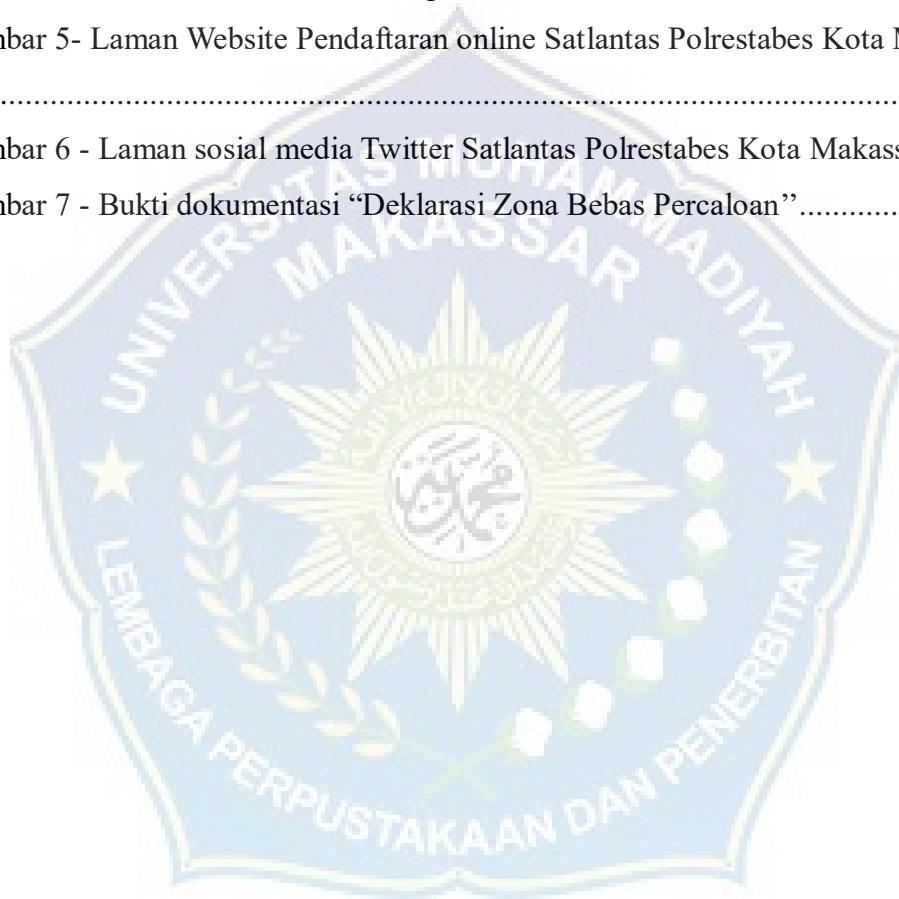 mbar 5- Laman Website Pendaftaran online Satlantas Polrestabes Kota M
..........................................................................................
mbar 6 - Laman sosial media Twitter Satlantas Polrestabes Kota Makass
mbar 7 - Bukti dokumentasi “Deklarasi Zona Bebas Percaloan’’.............
UNIVERSITAS MUHAMMADIYAH
MAKASSAR
LEMBAGA PERPUSTAKAAN DAN PENERBITAN